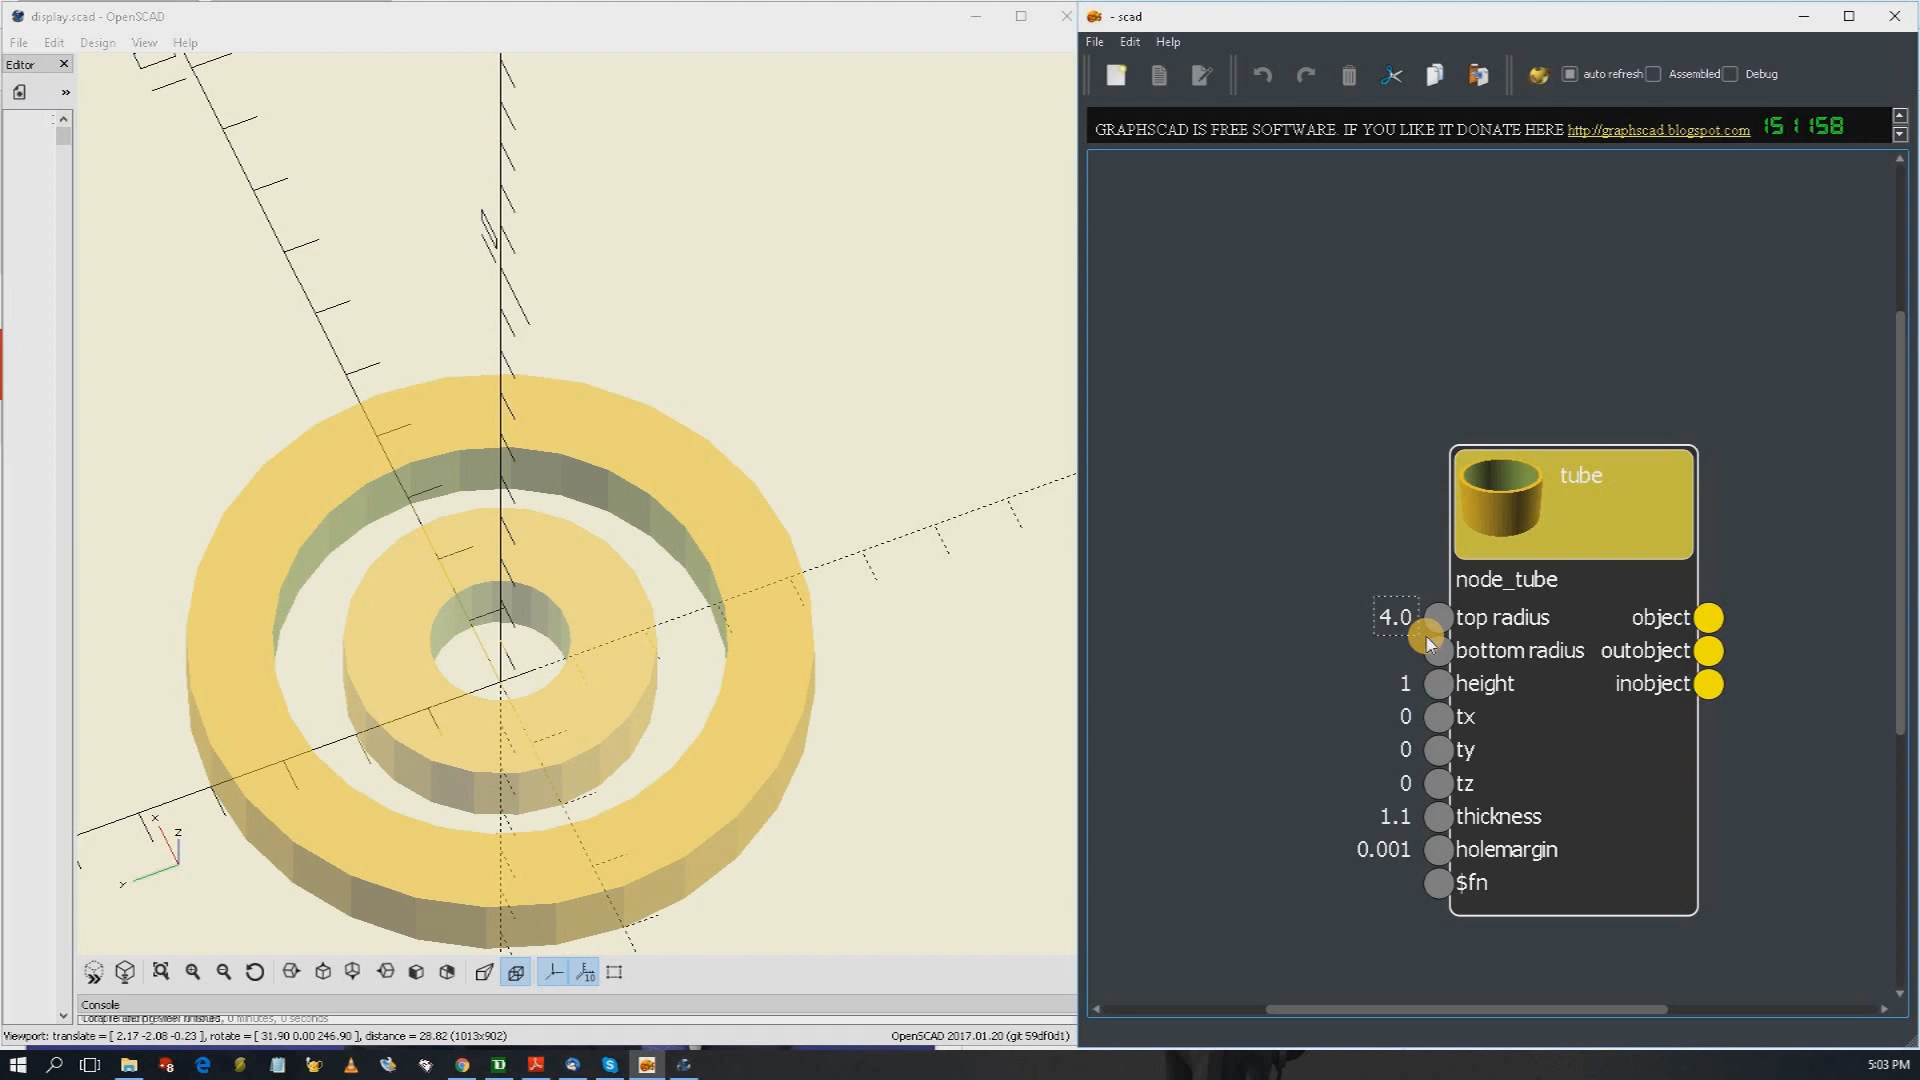 display.scad - OpenSCAD
File Edit Design View Help
Editor
»
Console
Viewport: translate = [ 2.17 -2.08 -0.23 ], rotate = [ 31.90 0.00 246.90 ], distance = 28.82 (1013x902)
OpenSCAD 2017.01.20 (git 59df0d1)
X
Z
Y
10
- scad
File Edit Help
auto refresh Assembled Debug
GRAPHSCAD IS FREE SOFTWARE. IF YOU LIKE IT DONATE HERE http://graphscad.blogspot.com
tube
node_tube
4.0 top radius object
bottom radius outobject
1 height inobject
0 tx
0 ty
0 tz
1.1 thickness
0.001 holemargin
$fn
5:03 PM